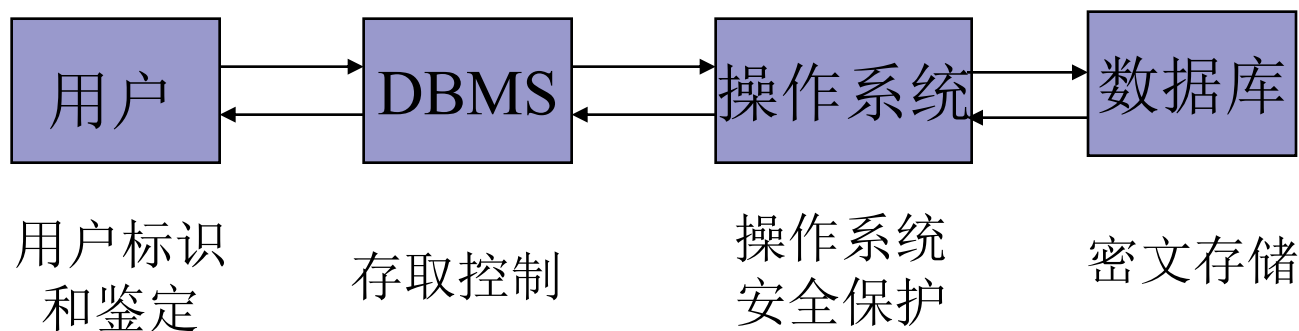 用户
DBMS
操作系统
数据库
用户标识
和鉴定
存取控制
操作系统
安全保护
密文存储